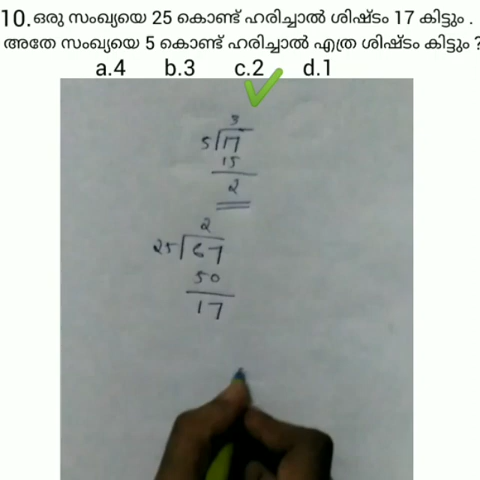 10. ഒരു സംഖ്യയെ 25 കൊണ്ട് ഹരിച്ചാൽ ശിഷ്ടം 17 കിട്ടും .
അതേ സംഖ്യയെ 5 കൊണ്ട് ഹരിച്ചാൽ എത്ര ശിഷ്ടം കിട്ടും ?
a.4 b.3 c.2 d.1
3
5 17
15
2
2
25 67
50
17